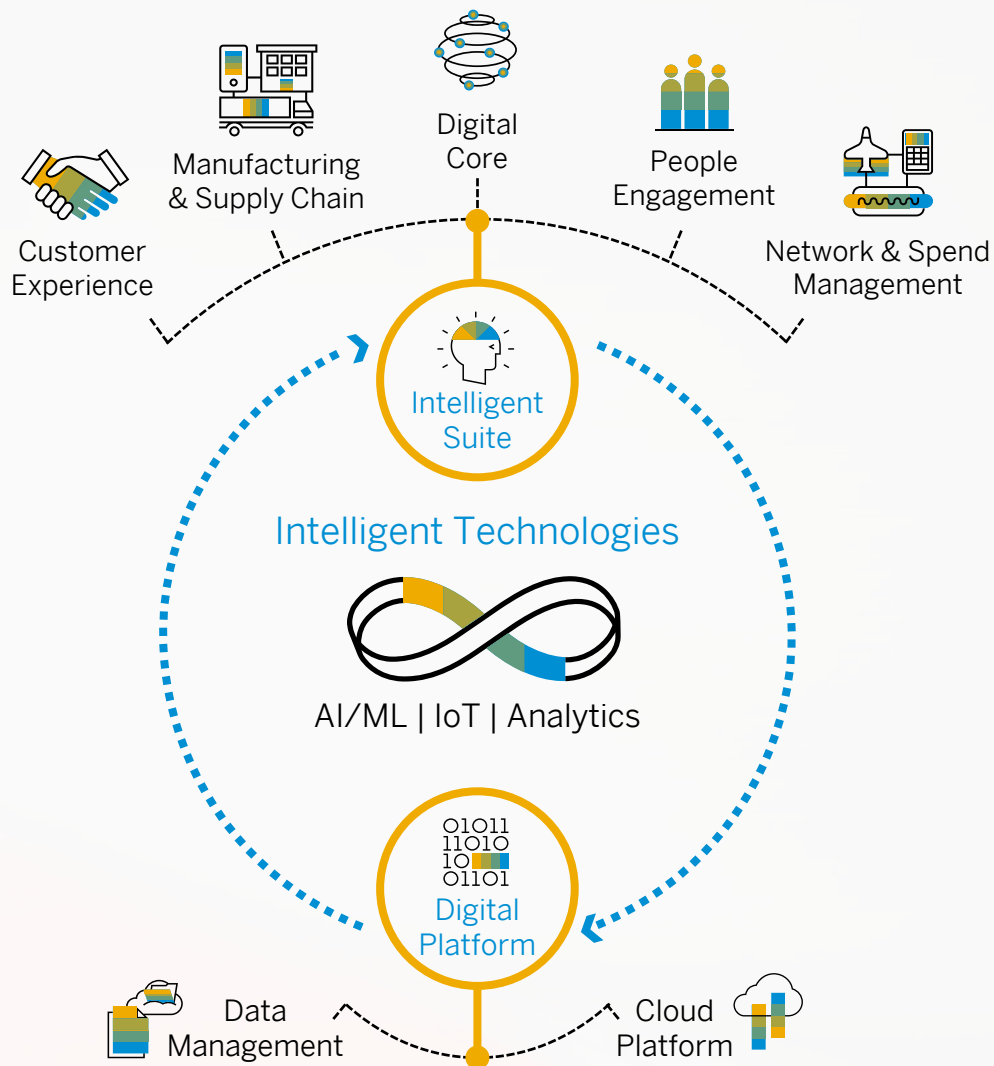 Digital
Core
Manufacturing
& Supply Chain
People
Engagement
Customer
Experience
Network & Spend
Management
Intelligent
Suite
Intelligent Technologies
AI/ML | IoT | Analytics
01011
11010
10
01101
Digital
Platform
Data
Management
Cloud
Platform